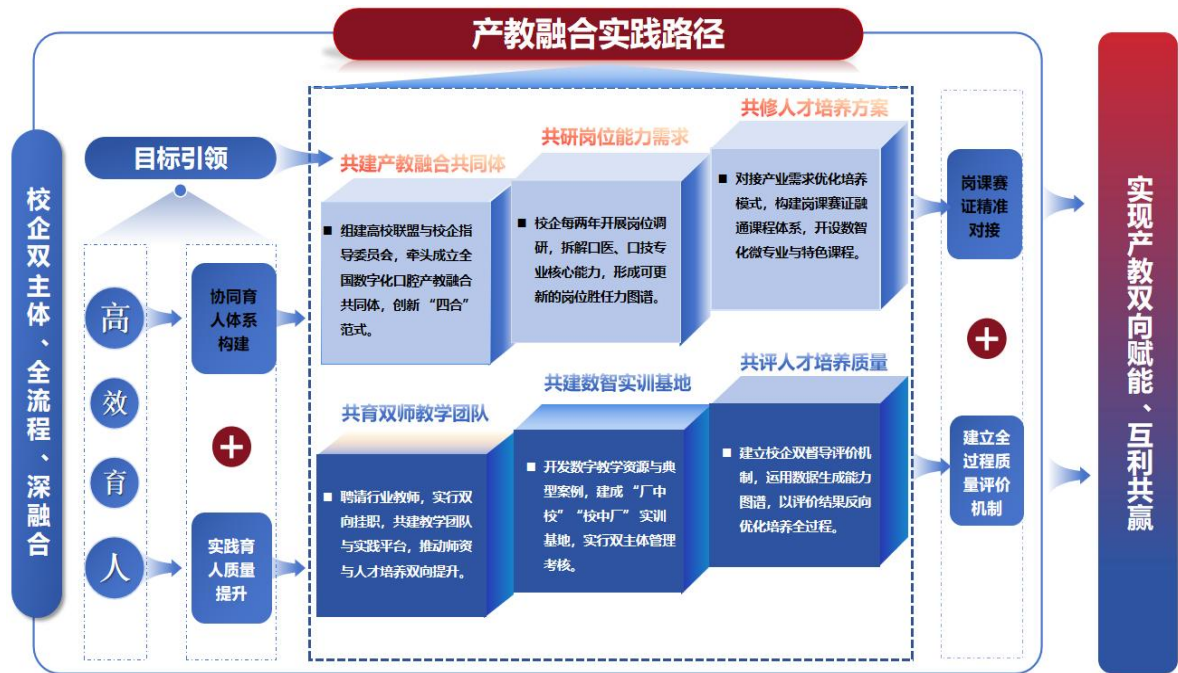 产教融合实践路径
校企双主体、全流程、深融合
目标引领
高
效
育
人
协同育
人体系
构建
实践育
人质量
提升
共建产教融合共同体
■ 组建高校联盟与校企指
导委员会，牵头成立全
国数字化口腔产教融合
共同体，创新“四合”
范式。
共研岗位能力需求
■ 校企每两年开展岗位调
研，拆解口医、口技专
业核心能力，形成可更
新的岗位胜任力图谱。
共修人才培养方案
■ 对接产业需求优化培养
模式，构建岗课赛证融
通课程体系，开设数智
化微专业与特色课程。
共育双师教学团队
■ 聘请行业教师，实行双
向挂职，共建教学团队
与实践平台，推动师资
与人才培养双向提升。
共建数智实训基地
■ 开发数字教学资源与典
型案例，建成“厂中
校”“校中厂”实训
基地，实行双主体管理
考核。
共评人才培养质量
■ 建立校企双督导评价机
制，运用数据生成能力
图谱，以评价结果反向
优化培养全过程。
岗课赛
证精准
对接
建立全
过程质
量评价
机制
实现产教双向赋能、互利共赢